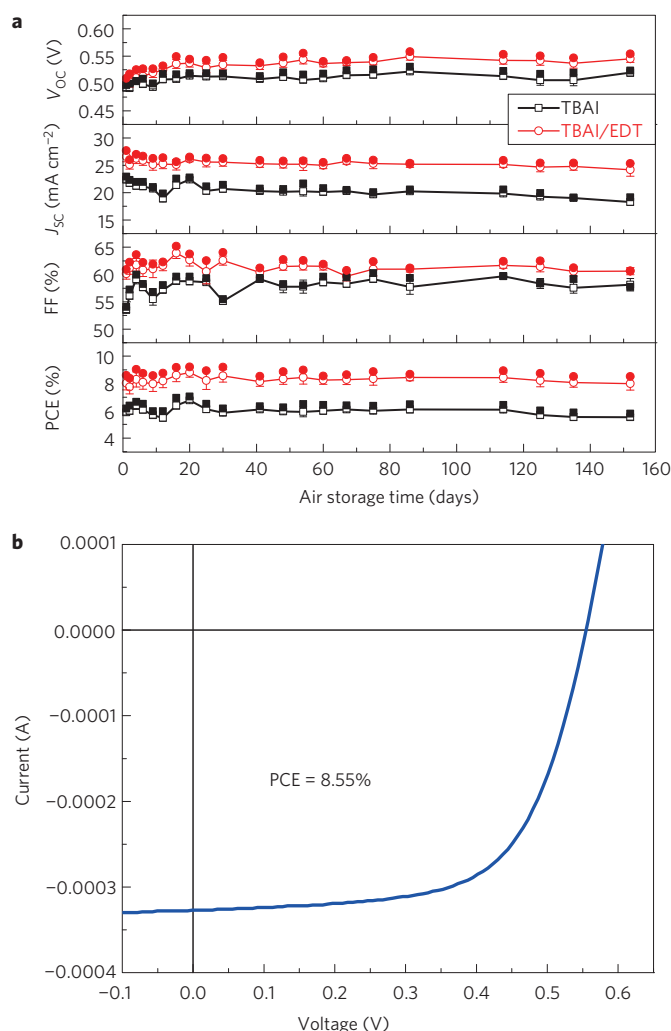 a
0.60
0.55
0.50
0.45
V_OC (V)
TBAI
TBAI/EDT
30
25
20
15
J_SC (mA cm⁻²)
65
60
55
50
FF (%)
10
8
6
4
PCE (%)
0 20 40 60 80 100 120 140 160
Air storage time (days)
b
0.0001
0.0000
−0.0001
−0.0002
−0.0003
−0.0004
Current (A)
PCE = 8.55%
−0.1 0.0 0.1 0.2 0.3 0.4 0.5 0.6
Voltage (V)